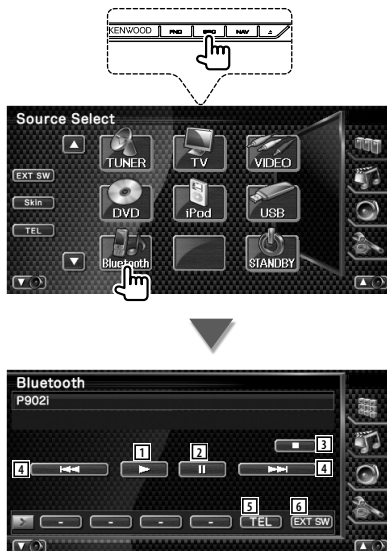 KENWOOD FNC SRC NAV
Source Select
TUNER TV VIDEO
EXT SW
Skin
DVD iPod USB
TEL
Bluetooth STANDBY
Bluetooth
P902i
1 2 3
4 4
5 6
TEL EXT SW